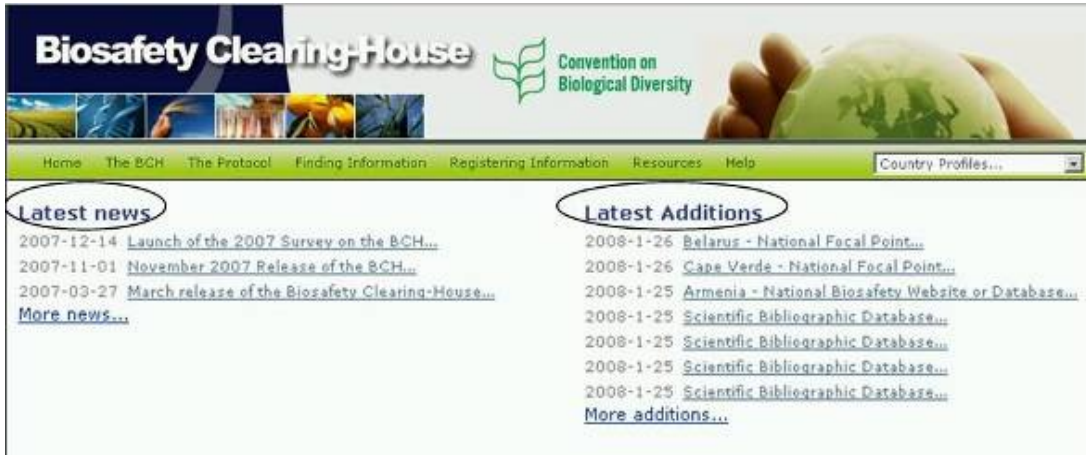 Biosafety Clearing-House
Convention on
Biological Diversity
Home The BCH The Protocol Finding Information Registering Information Resources Help Country Profiles...
Latest news
2007-12-14 Launch of the 2007 Survey on the BCH...
2007-11-01 November 2007 Release of the BCH...
2007-03-27 March release of the Biosafety Clearing-House...
More news...
Latest Additions
2008-1-26 Belarus - National Focal Point...
2008-1-26 Cape Verde - National Focal Point...
2008-1-25 Armenia - National Biosafety Website or Database...
2008-1-25 Scientific Bibliographic Database...
2008-1-25 Scientific Bibliographic Database...
2008-1-25 Scientific Bibliographic Database...
2008-1-25 Scientific Bibliographic Database...
More additions...